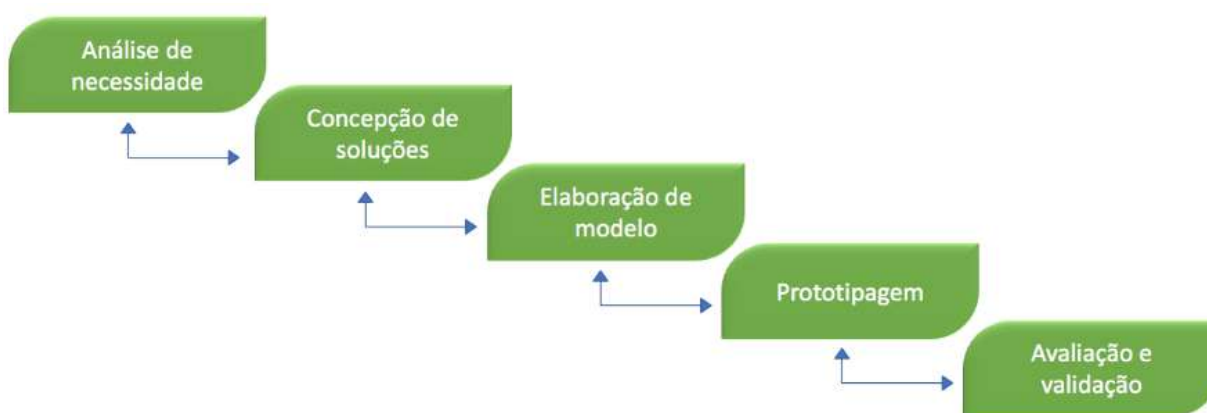 Análise de
necessidade
Concepção de
soluções
Elaboração de
modelo
Prototipagem
Avaliação e
validação